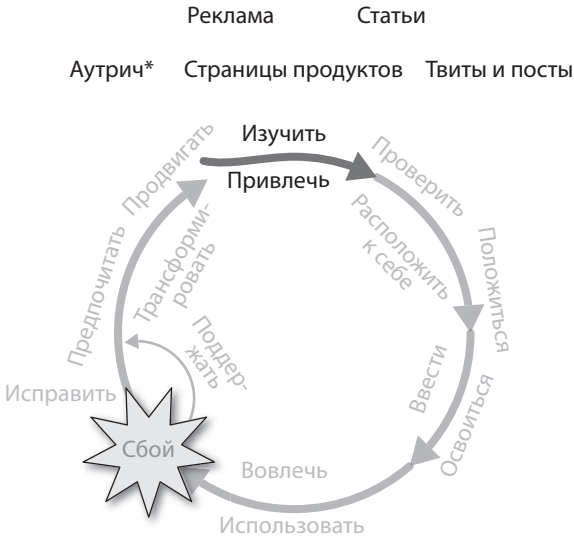 Реклама Статьи
Аутрич* Страницы продуктов Твиты и посты
Изучить
Привлечь
Проверить
Расположить
к себе
Положиться
Ввести
Освоиться
Вовлечь
Использовать
Сбой
Исправить
Поддер-
жать
Предпочитать
Трансформи-
ровать
Продвигать